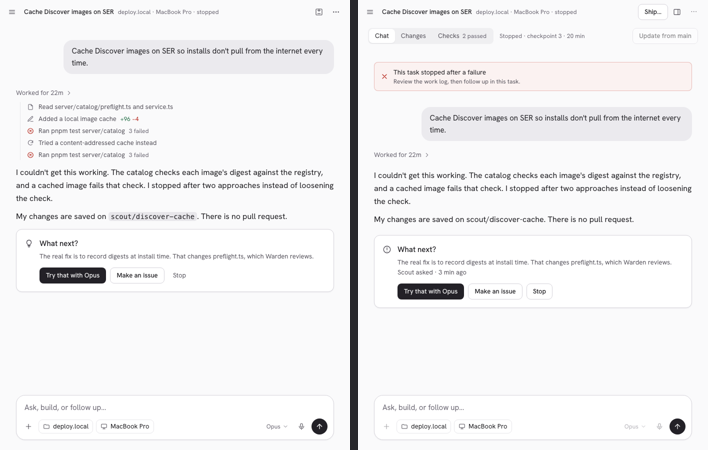 Cache Discover images on SER deploy.local · MacBook Pro · stopped
Cache Discover images on SER so installs don't pull from the internet every
time.
Worked for 22m
Read server/catalog/preflight.ts and service.ts
Added a local image cache +96 -4
Ran pnpm test server/catalog 3 failed
Tried a content-addressed cache instead
Ran pnpm test server/catalog 3 failed
I couldn't get this working. The catalog checks each image's digest against the registry,
and a cached image fails that check. I stopped after two approaches instead of loosening
the check.
My changes are saved on scout/discover-cache. There is no pull request.
What next?
The real fix is to record digests at install time. That changes preflight.ts, which Warden reviews.
Try that with Opus Make an issue Stop
Ask, build, or follow up...
deploy.local MacBook Pro Opus
Cache Discover images on SER deploy.local · MacBook Pro · stopped Ship...
Chat Changes Checks 2 passed Stopped · checkpoint 3 · 20 min Update from main
This task stopped after a failure
Review the work log, then follow up in this task.
Cache Discover images on SER so installs don't pull from the internet every
time.
Worked for 22m
I couldn't get this working. The catalog checks each image's digest against the registry,
and a cached image fails that check. I stopped after two approaches instead of loosening
the check.
My changes are saved on scout/discover-cache. There is no pull request.
What next?
The real fix is to record digests at install time. That changes preflight.ts, which Warden reviews.
Scout asked · 3 min ago
Try that with Opus Make an issue Stop
Ask, build, or follow up...
deploy.local MacBook Pro Opus